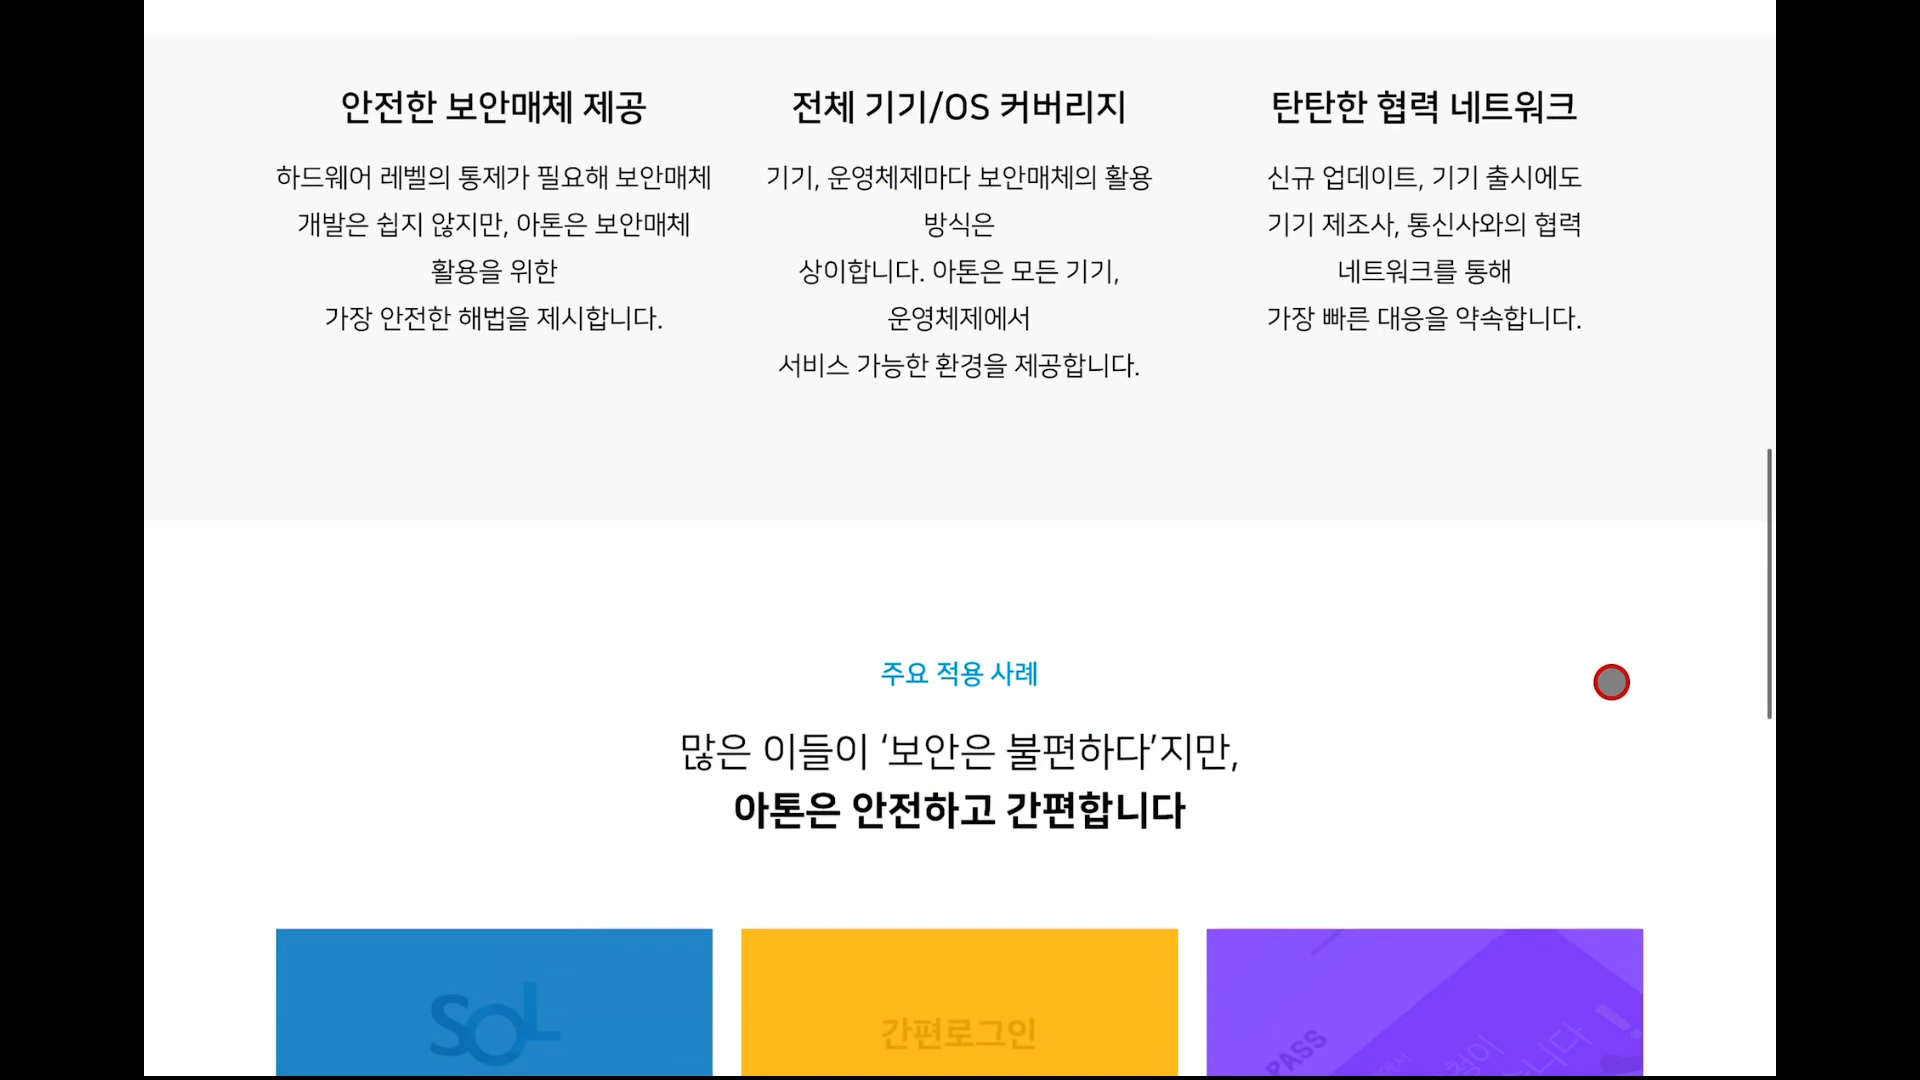 안전한 보안매체 제공
하드웨어 레벨의 통제가 필요해 보안매체
개발은 쉽지 않지만, 아톤은 보안매체
활용을 위한
가장 안전한 해법을 제시합니다.
전체 기기/OS 커버리지
기기, 운영체제마다 보안매체의 활용
방식은
상이합니다. 아톤은 모든 기기,
운영체제에서
서비스 가능한 환경을 제공합니다.
탄탄한 협력 네트워크
신규 업데이트, 기기 출시에도
기기 제조사, 통신사와의 협력
네트워크를 통해
가장 빠른 대응을 약속합니다.
주요 적용 사례
많은 이들이 ‘보안은 불편하다’지만,
아톤은 안전하고 간편합니다
SOL
간편로그인
PASS